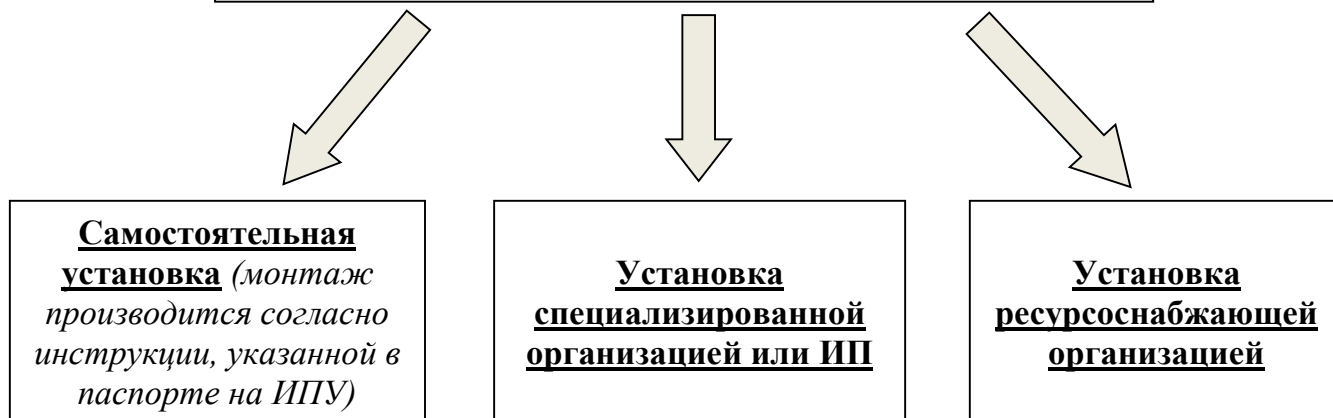 Самостоятельная
установка (монтаж
производится согласно
инструкции, указанной в
паспорте на ИПУ)
Установка
специализированной
организацией или ИП
Установка
ресурсоснабжающей
организацией